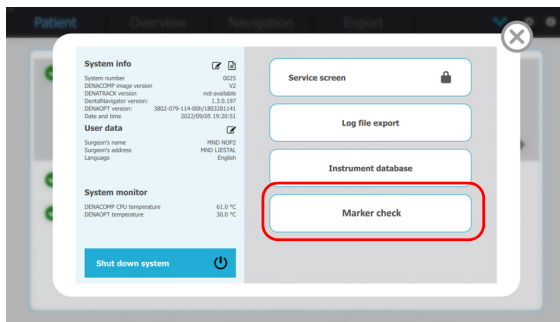 Patient
Overview
Navigation
Export
System info
System number 0025
DENACOMP image version V2
DENATRACK version not-available
DentalNavigator version: 1.3.0.197
DENAOPT version: 3802-079-114-00h/1803281141
Date and time 2022/09/05 19:20:51
User data
Surgeon's name MND NOP2
Surgeon's address MND LIESTAL
Language English
System monitor
DENACOMP CPU temperature 61.0 °C
DENAOPT temperature 30.0 °C
Shut down system
Service screen
Log file export
Instrument database
Marker check